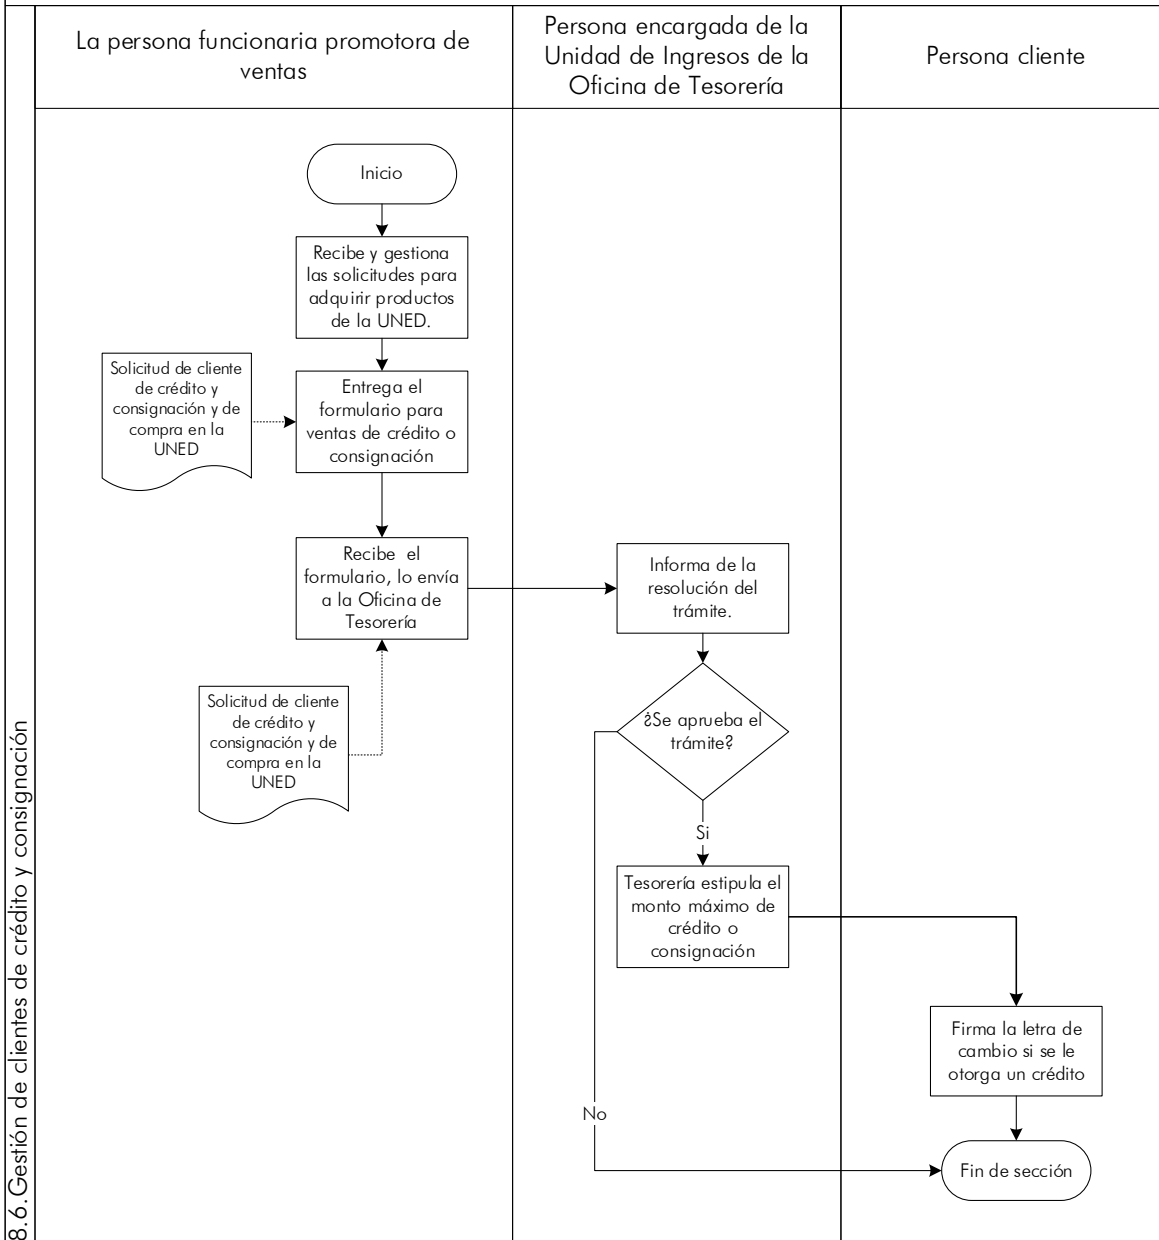 La persona funcionaria promotora de
ventas
Persona encargada de la
Unidad de Ingresos de la
Oficina de Tesorería
Persona cliente
8.6.Gestión de clientes de crédito y consignación
Inicio
Recibe y gestiona
las solicitudes para
adquirir productos
de la UNED.
Solicitud de cliente
de crédito y
consignación y de
compra en la
UNED
Entrega el
formulario para
ventas de crédito o
consignación
Recibe el
formulario, lo envía
a la Oficina de
Tesorería
Solicitud de cliente
de crédito y
consignación y de
compra en la
UNED
Informa de la
resolución del
trámite.
¿Se aprueba el
trámite?
Si
Tesorería estipula el
monto máximo de
crédito o
consignación
Firma la letra de
cambio si se le
otorga un crédito
No
Fin de sección